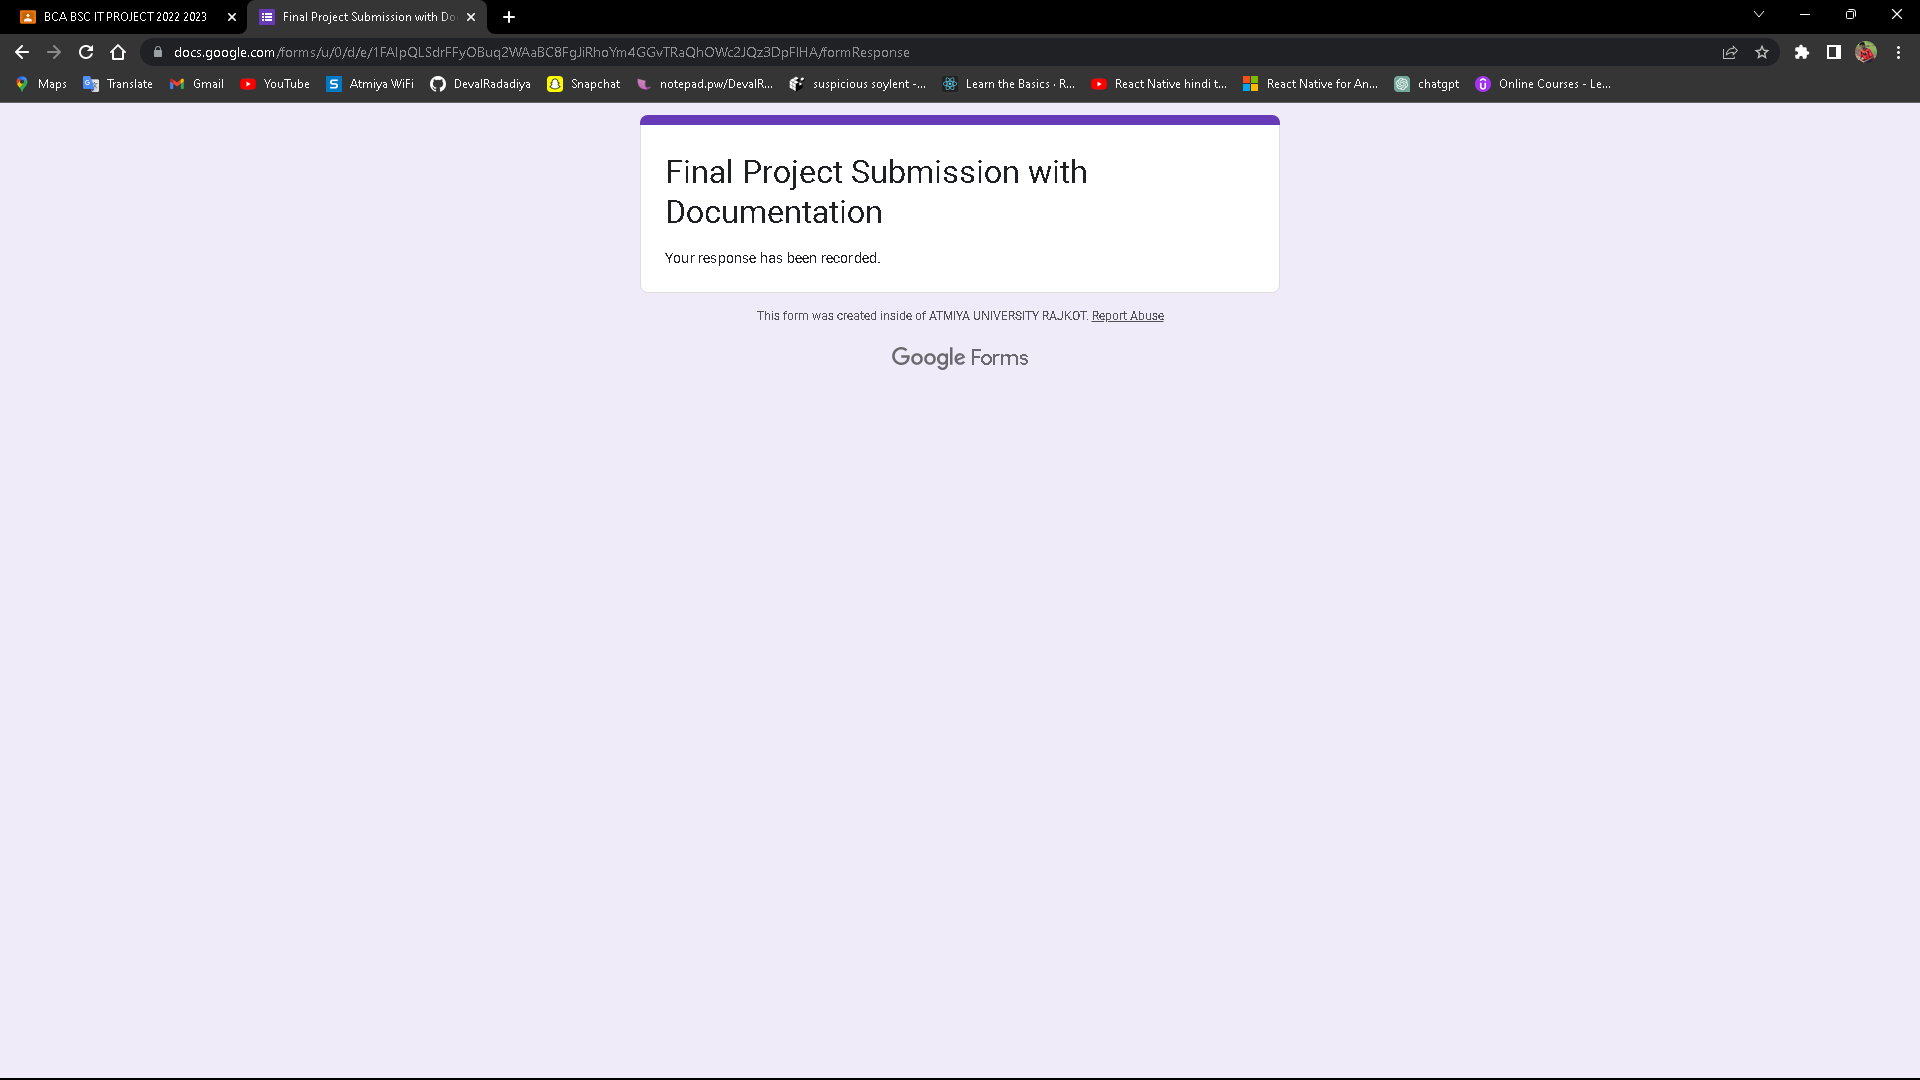 BCA BSC IT PROJECT 2022 2023
Final Project Submission with Do
docs.google.com/forms/u/0/d/e/1FAIpQLSdrFFyOBuq2WAaBC8FgJiRhoYm4GGvTRaQhOWc2JQz3DpFlHA/formResponse
Maps Translate Gmail YouTube Atmiya WiFi DevalRadadiya Snapchat notepad.pw/DevalR... suspicious soylent -... Learn the Basics · R... React Native hindi t... React Native for An... chatgpt Online Courses - Le...
Final Project Submission with
Documentation
Your response has been recorded.
This form was created inside of ATMIYA UNIVERSITY RAJKOT. Report Abuse
Google Forms